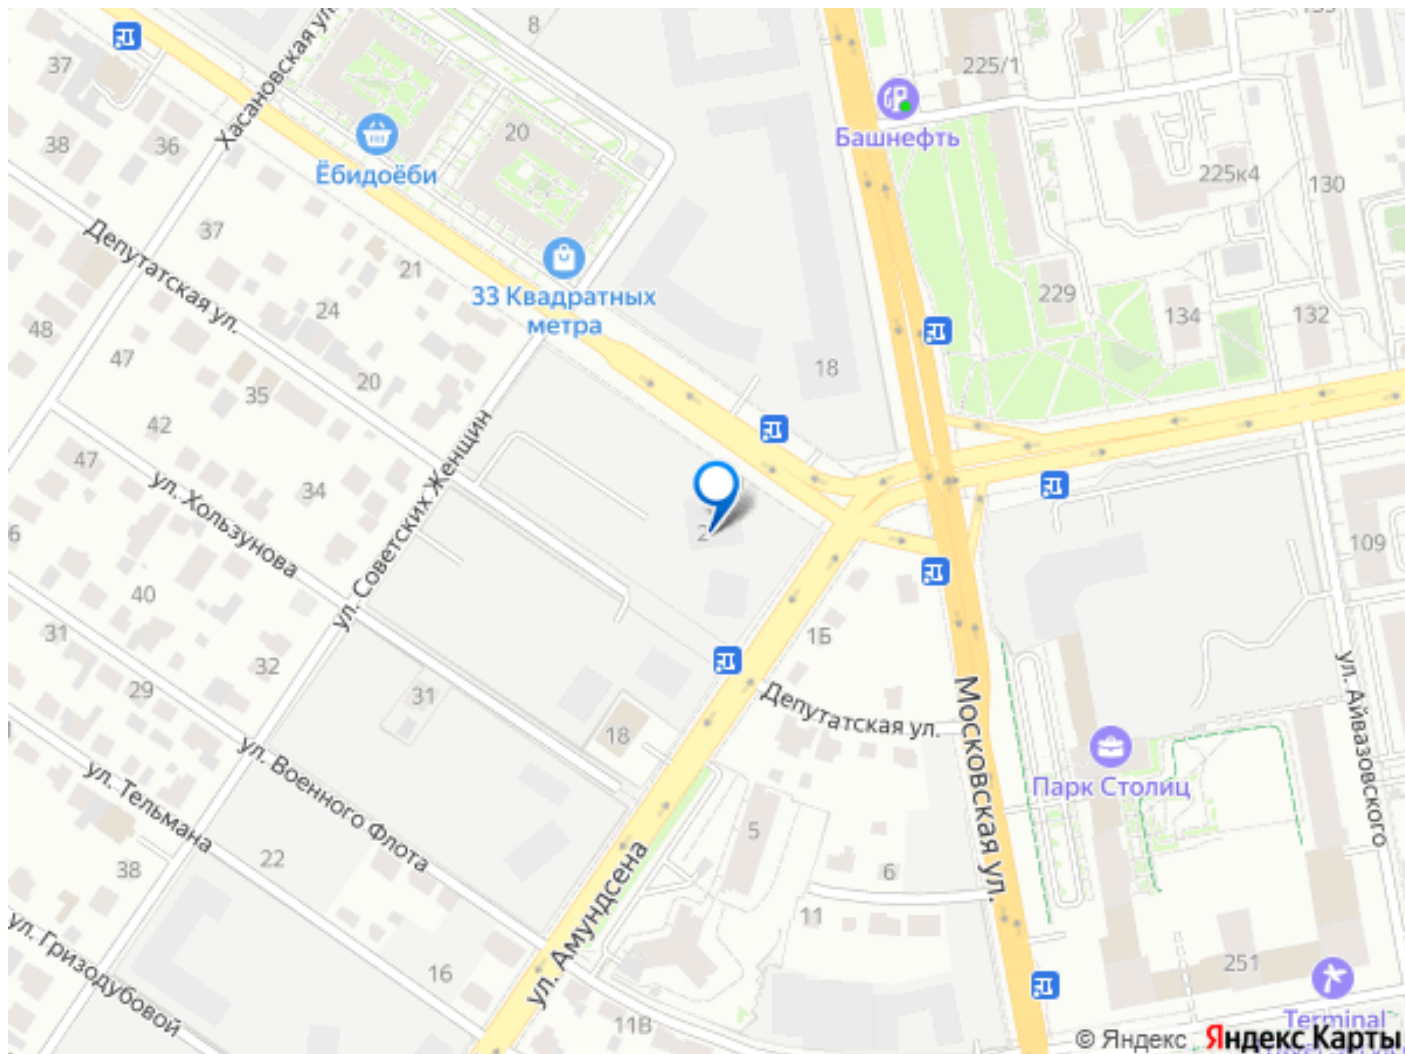 8
37
Хасановская ул.
225/1
Башнефть
38
36
20
Ёбидоёби
225к4
130
37
Депутатская ул.
21
24
33 Квадратных
метра
229
134
132
48
47
20
35
18
42
47
34
ул. Советских Женщин
ул. Хользунова
2
109
40
31
1Б
32
29
31
18
Депутатская ул.
Московская ул.
ул. Айвазовского
ул. Военного Флота
Парк Столиц
ул. Тельмана
5
22
38
6
ул. Амундсена
11
ул. Гризодубовой
16
251
11В
Terminal
© Яндекс Яндекс Карты